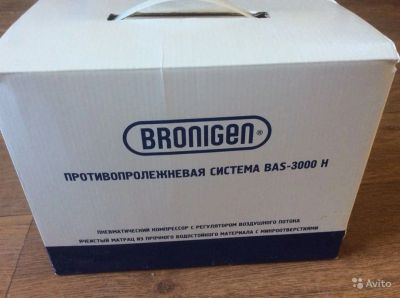 BRONIGEN®
ПРОТИВОПРОЛЕЖНЕВАЯ СИСТЕМА BAS-3000 H
ПНЕВМАТИЧЕСКИЙ КОМПРЕССОР С РЕГУЛЯТОРОМ ВОЗДУШНОГО ПОТОКА
ЯЧЕИСТЫЙ МАТРАЦ ИЗ ПРОЧНОГО ВОДОСТОЙКОГО МАТЕРИАЛА С МИКРООТВЕРСТИЯМИ
Avito